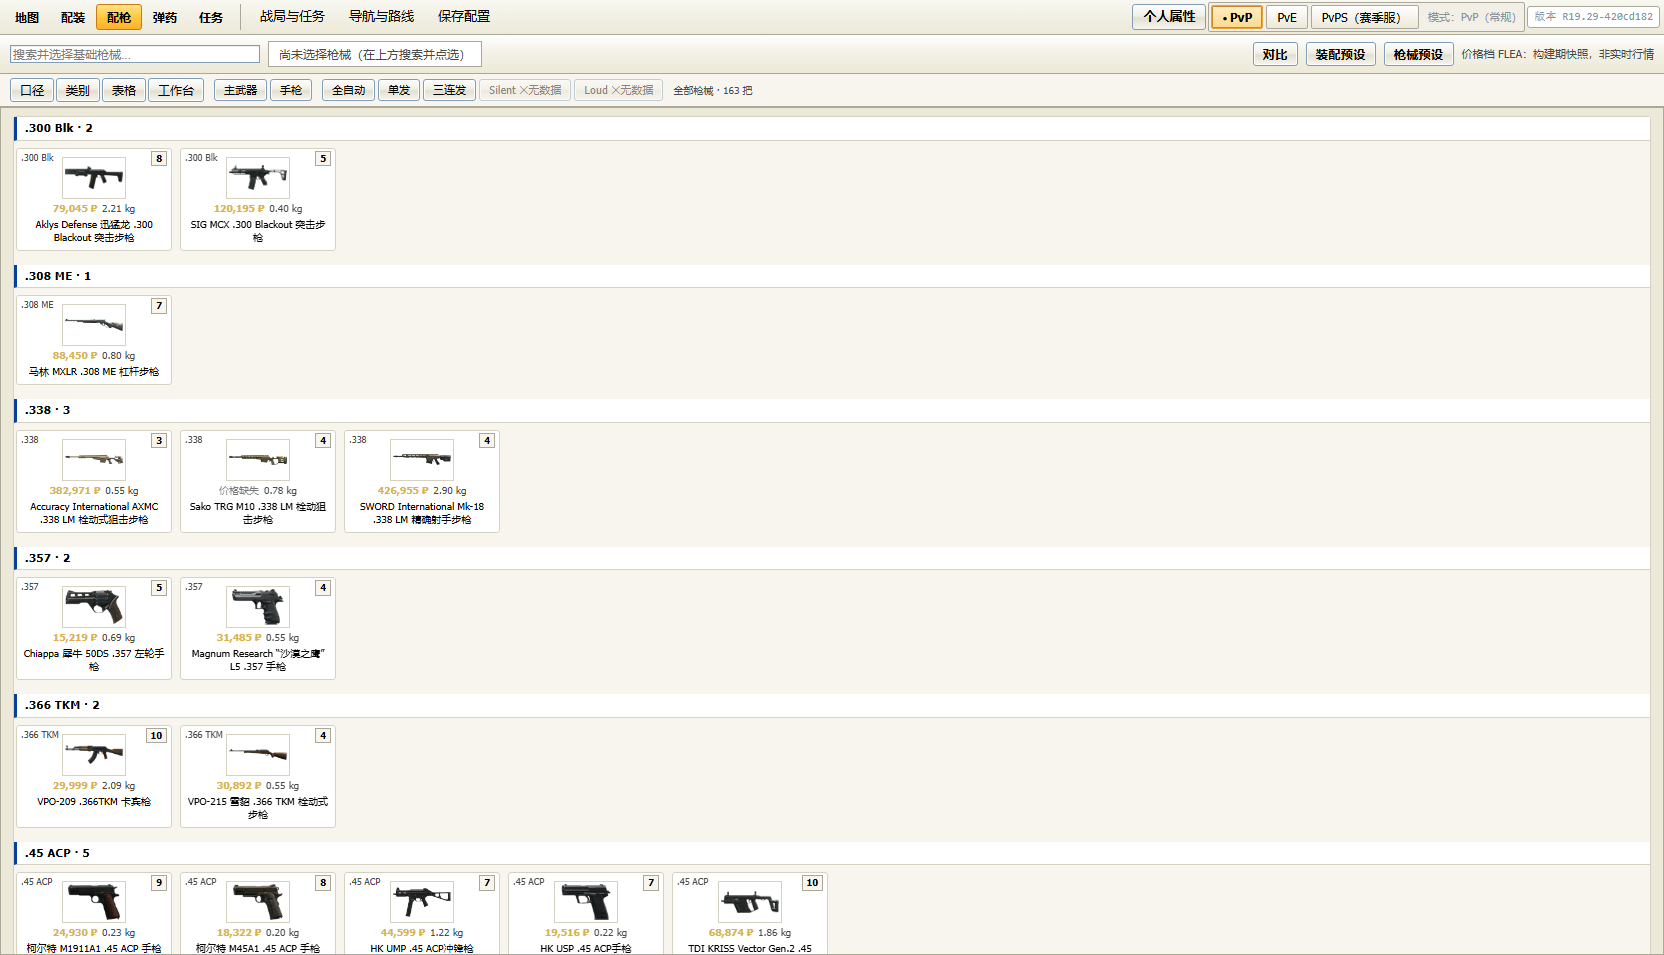 地图 配装 配枪 弹药 任务 战局与任务 导航与路线 保存配置 个人属性 • PvP PvE PvPS（赛季服） 模式：PvP（常规） 版本 R19.29-420cd182
搜索并选择基础枪械... 尚未选择枪械（在上方搜索并点选） 对比 装配预设 枪械预设 价格档 FLEA：构建期快照，非实时行情
口径 类别 表格 工作台 主武器 手枪 全自动 单发 三连发 Silent ✕无数据 Loud ✕无数据 全部枪械 · 163 把
.300 Blk · 2
.300 Blk 8
79,045 ₽ 2.21 kg
Aklys Defense 迅猛龙 .300
Blackout 突击步枪
.300 Blk 5
120,195 ₽ 0.40 kg
SIG MCX .300 Blackout 突击步
枪
.308 ME · 1
.308 ME 7
88,450 ₽ 0.80 kg
马林 MXLR .308 ME 杠杆步枪
.338 · 3
.338 3
382,971 ₽ 0.55 kg
Accuracy International AXMC
.338 LM 栓动式狙击步枪
.338 4
价格缺失 0.78 kg
Sako TRG M10 .338 LM 栓动狙
击步枪
.338 4
426,955 ₽ 2.90 kg
SWORD International Mk-18
.338 LM 精确射手步枪
.357 · 2
.357 5
15,219 ₽ 0.69 kg
Chiappa 犀牛 50DS .357 左轮手
枪
.357 4
31,485 ₽ 0.55 kg
Magnum Research “沙漠之鹰”
L5 .357 手枪
.366 TKM · 2
.366 TKM 10
29,999 ₽ 2.09 kg
VPO-209 .366TKM 卡宾枪
.366 TKM 4
30,892 ₽ 0.55 kg
VPO-215 雪貂 .366 TKM 栓动式
步枪
.45 ACP · 5
.45 ACP 9
24,930 ₽ 0.23 kg
柯尔特 M1911A1 .45 ACP 手枪
.45 ACP 8
18,322 ₽ 0.20 kg
柯尔特 M45A1 .45 ACP 手枪
.45 ACP 7
44,599 ₽ 1.22 kg
HK UMP .45 ACP冲锋枪
.45 ACP 7
19,516 ₽ 0.22 kg
HK USP .45 ACP手枪
.45 ACP 10
68,874 ₽ 1.86 kg
TDI KRISS Vector Gen.2 .45